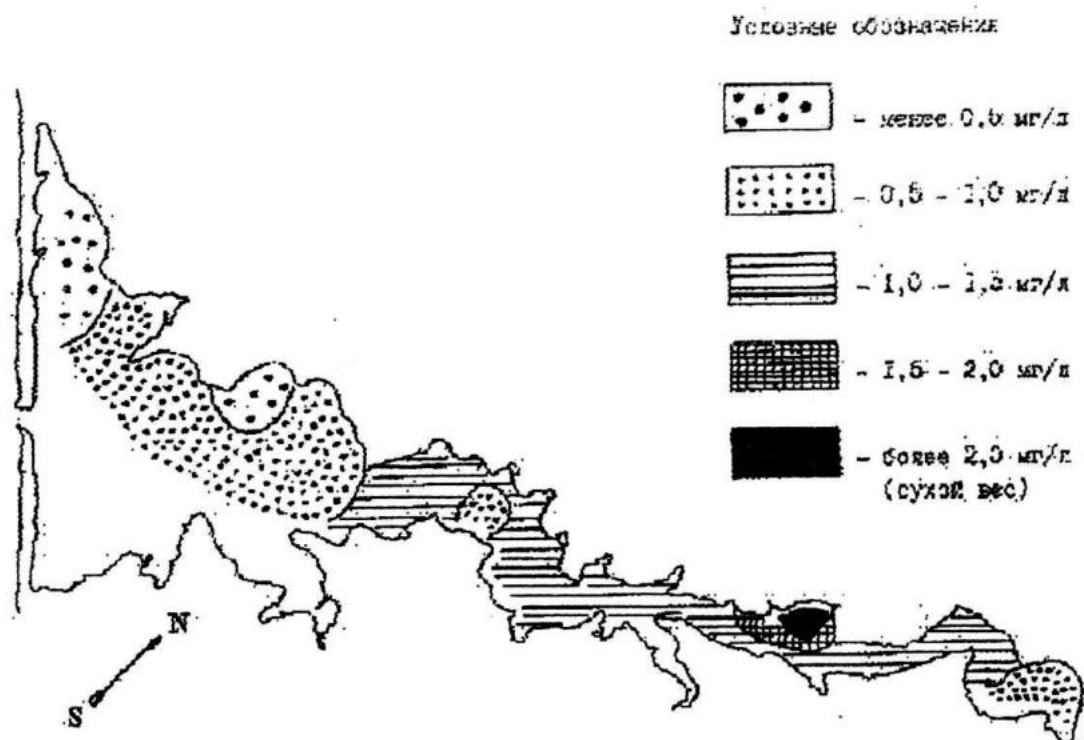 Условные обозначения
- менее 0,5 мг/л
- 0,5 - 1,0 мг/л
- 1,0 - 1,5 мг/л
- 1,5 - 2,0 мг/л
- более 2,0 мг/л
(сухой вес)
N
S